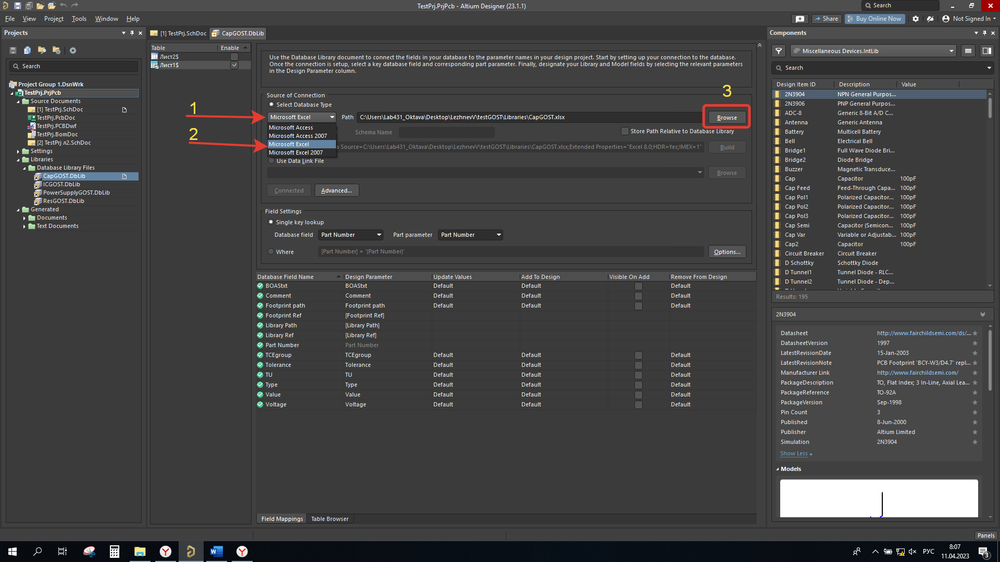 TestPrj.PrjPcb - Altium Designer (23.1.1)
Search
File View Project Tools Window Help
Share
Buy Online Now
Not Signed In
Projects
[1] TestPrj.SchDoc
CapGOST.DbLib
Components
Search
Project Group 1.DsnWrk
TestPrj.PrjPcb
Source Documents
[1] TestPrj.SchDoc
TestPrj.PcbDoc
TestPrj.PCBDwf
TestPrj.BomDoc
[2] TestPrj л2.SchDoc
Settings
Libraries
Database Library Files
CapGOST.DbLib
ICGOST.DbLib
PowerSupplyGOST.DbLib
ResGOST.DbLib
Generated
Documents
Text Documents
Table Enable
Лист2$
Лист1$
Use the Database Library document to connect the fields in your database to the parameter names in your design project. Start by setting up your connection to the database.
Once the connection is setup, select a key database field and corresponding part parameter. Finally, designate your Library and Model fields by selecting the relevant parameters
in the Design Parameter column.
Source of Connection
Select Database Type
1
2
3
Microsoft Excel Path C:\Users\Lab431_Oktava\Desktop\LezhnevV\testGOST\Libraries\CapGOST.xlsx Browse
Microsoft Access
Microsoft Access 2007
Microsoft Excel
Microsoft Excel 2007
Schema Name
Store Path Relative to Database Library
a Source=C:\Users\Lab431_Oktava\Desktop\LezhnevV\testGOST\Libraries\CapGOST.xlsx;Extended Properties="Excel 8.0;HDR=Yes;IMEX=1" Build
Use Data Link File
Browse
Connected Advanced...
Field Settings
Single key lookup
Database field Part Number Part parameter Part Number
Where [Part Number] = '{Part Number}' Options...
Database Field Name Design Parameter Update Values Add To Design Visible On Add Remove From Design
BOAStxt BOAStxt Default Default Default
Comment Comment Default Default Default
Footprint path Footprint path Default Default Default
Footprint Ref [Footprint Ref]
Library Path [Library Path]
Library Ref [Library Ref]
Part Number Part Number
TCEgroup TCEgroup Default Default Default
Tolerance Tolerance Default Default Default
TU TU Default Default Default
Type Type Default Default Default
Value Value Default Default Default
Voltage Voltage Default Default Default
Field Mappings Table Browser
Miscellaneous Devices.IntLib
Search
Design Item ID Description Value
2N3904 NPN General Purpos...
2N3906 PNP General Purpos...
ADC-8 Generic 8-Bit A/D C...
Antenna Generic Antenna
Battery Multicell Battery
Bell Electrical Bell
Bridge1 Full Wave Diode Bri...
Bridge2 Diode Bridge
Buzzer Magnetic Transduce...
Cap Capacitor 100pF
Cap Feed Feed-Through Capa... 100pF
Cap Pol1 Polarized Capacitor... 100pF
Cap Pol2 Polarized Capacitor... 100pF
Cap Pol3 Polarized Capacitor... 100pF
Cap Semi Capacitor (Semicon... 100pF
Cap Var Variable or Adjustab... 100pF
Cap2 Capacitor 100pF
Circuit Breaker Circuit Breaker
D Schottky Schottky Diode
D Tunnel1 Tunnel Diode - RLC...
D Tunnel2 Tunnel Diode - Dep...
Results: 195
2N3904
Datasheet http://www.fairchildsemi.com/ds/...
DatasheetVersion 1997
LatestRevisionDate 15-Jan-2003
LatestRevisionNote PCB Footprint 'BCY-W3/D4.7' repl...
Manufacturer Link http://www.fairchildsemi.com/
PackageDescription TO, Flat Index; 3 In-Line, Axial Lea...
PackageReference TO-92A
PackageVersion Sep-1998
Pin Count 3
Published 8-Jun-2000
Publisher Altium Limited
Simulation 2N3904
Show Less
Models
Panels
РУС
8:07
11.04.2023
3